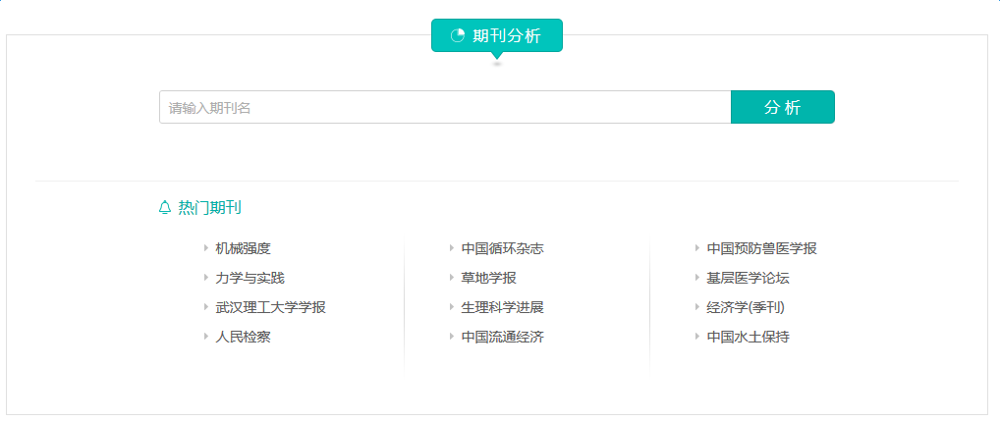 期刊分析
请输入期刊名
分 析
热门期刊
机械强度
力学与实践
武汉理工大学学报
人民检察
中国循环杂志
草地学报
生理科学进展
中国流通经济
中国预防兽医学报
基层医学论坛
经济学(季刊)
中国水土保持